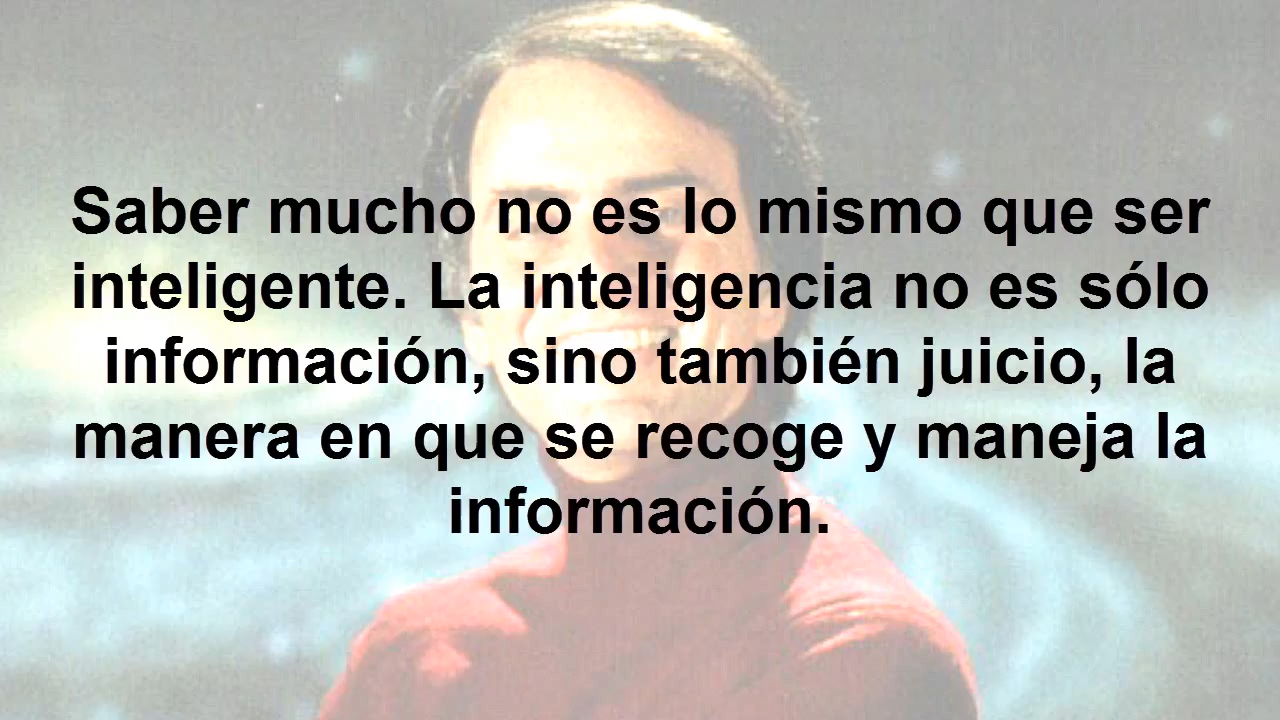 Saber mucho no es lo mismo que ser
inteligente. La inteligencia no es sólo
información, sino también juicio, la
manera en que se recoge y maneja la
información.